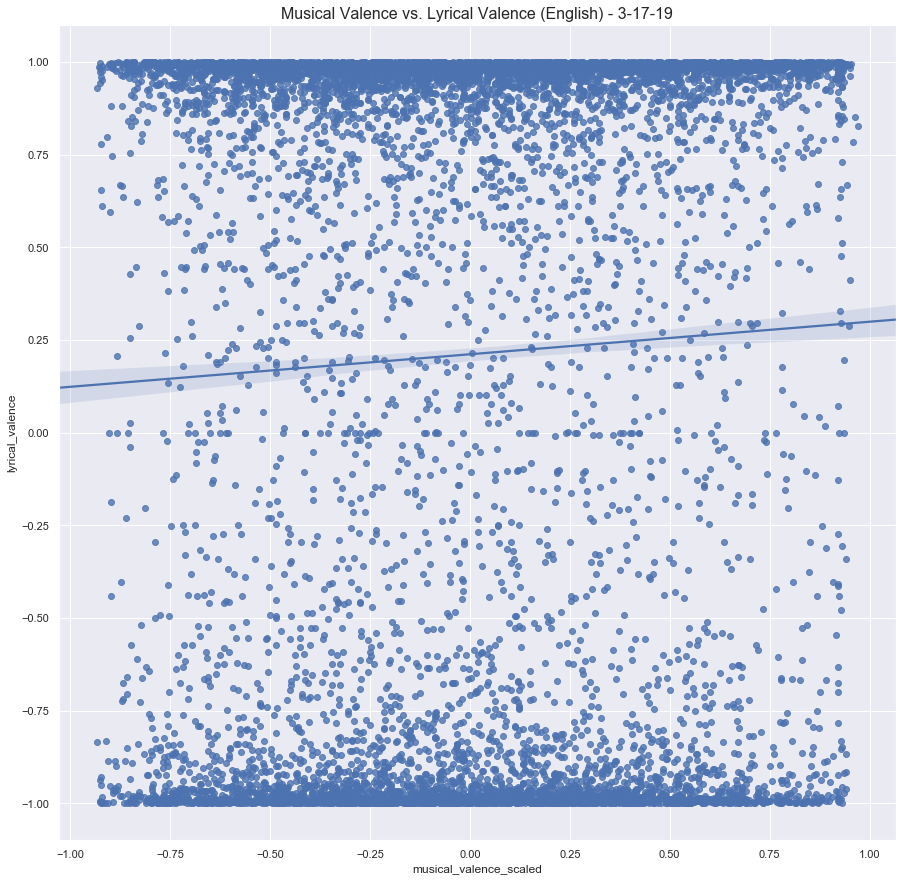 Musical Valence vs. Lyrical Valence (English) - 3-17-19
1.00
0.75
0.50
0.25
0.00
−0.25
−0.50
−0.75
−1.00
lyrical_valence
−1.00 −0.75 −0.50 −0.25 0.00 0.25 0.50 0.75 1.00
musical_valence_scaled